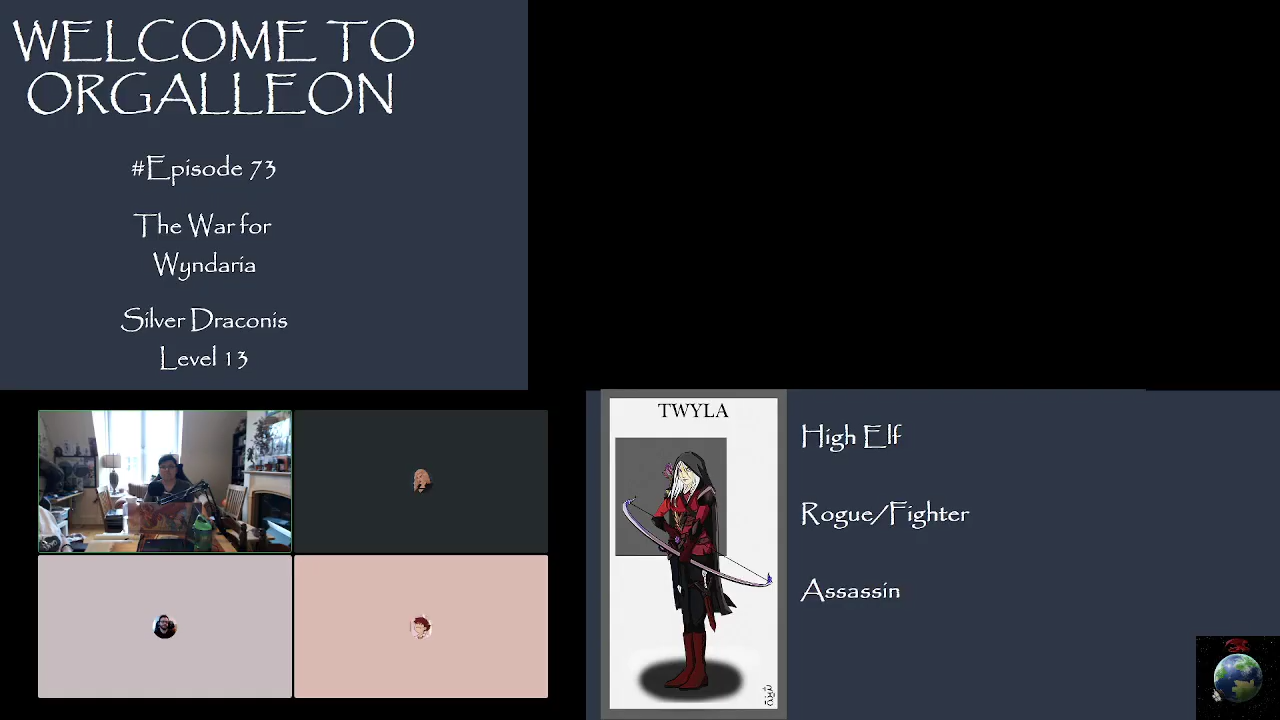 WELCOME TO
ORGALLEON
#Episode 73
The War for
Wyndaria
Silver Draconis
Level 13
TWYLA
High Elf
Rogue/Fighter
Assassin